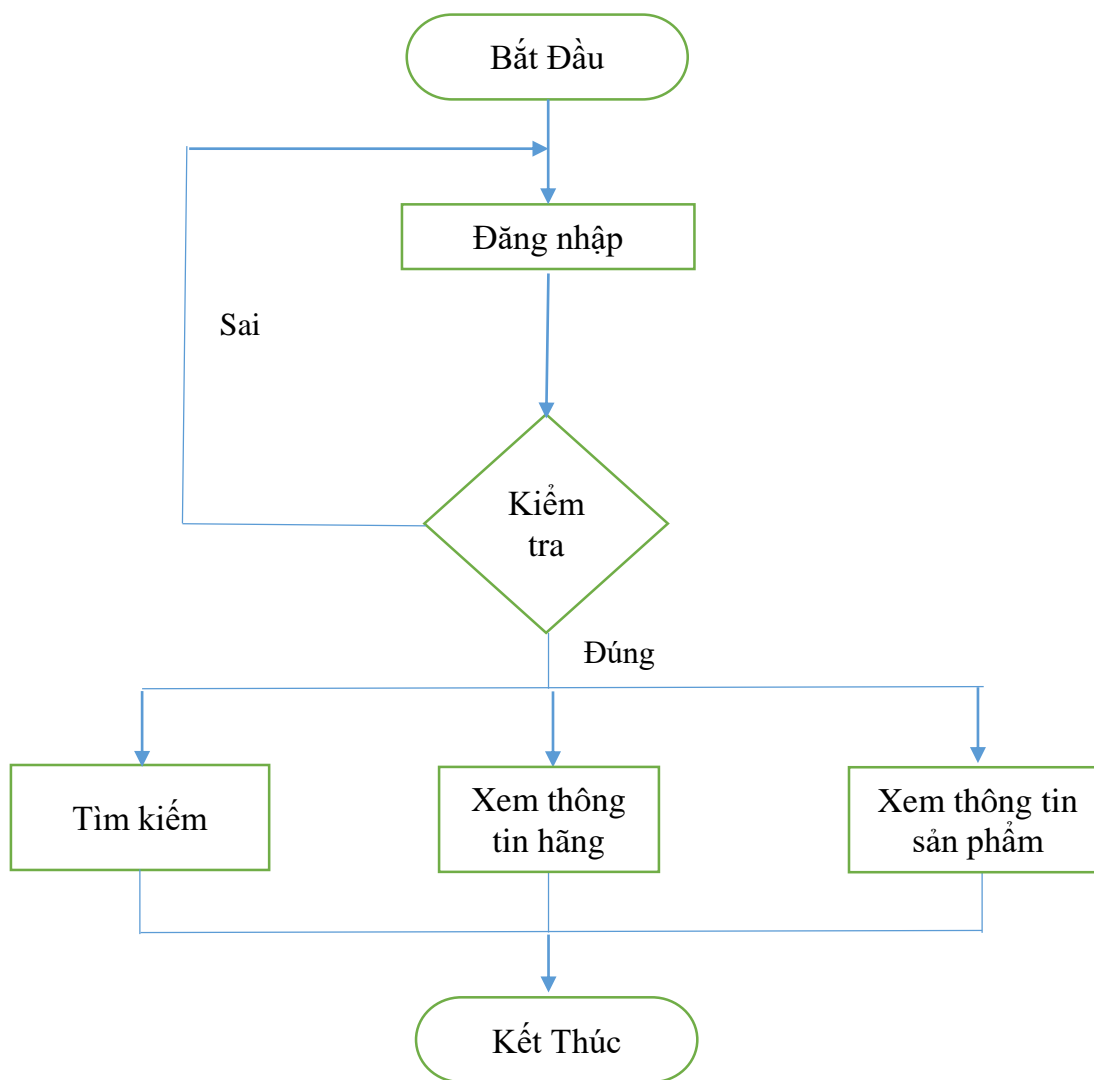 Bắt Đầu
Đăng nhập
Sai
Kiểm
tra
Đúng
Tìm kiếm
Xem thông
tin hãng
Xem thông tin
sản phẩm
Kết Thúc